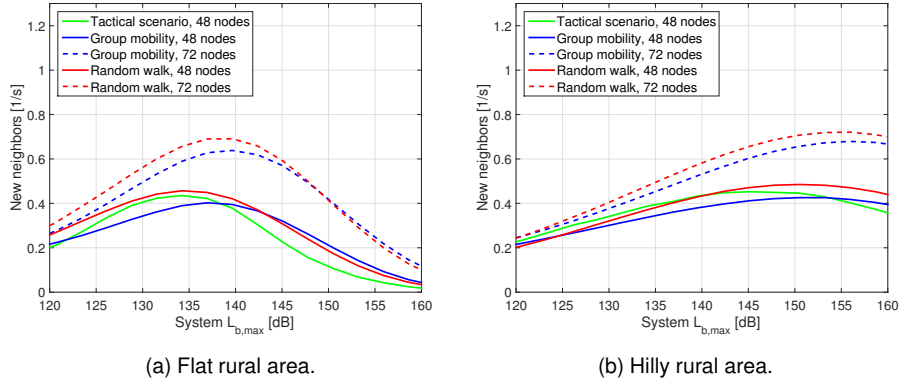 Tactical scenario, 48 nodes
Group mobility, 48 nodes
Group mobility, 72 nodes
Random walk, 48 nodes
Random walk, 72 nodes
New neighbors [1/s]
1.2
1
0.8
0.6
0.4
0.2
0
120 125 130 135 140 145 150 155 160
System L_b,max [dB]
(a) Flat rural area.
Tactical scenario, 48 nodes
Group mobility, 48 nodes
Group mobility, 72 nodes
Random walk, 48 nodes
Random walk, 72 nodes
New neighbors [1/s]
1.2
1
0.8
0.6
0.4
0.2
0
120 125 130 135 140 145 150 155 160
System L_b,max [dB]
(b) Hilly rural area.